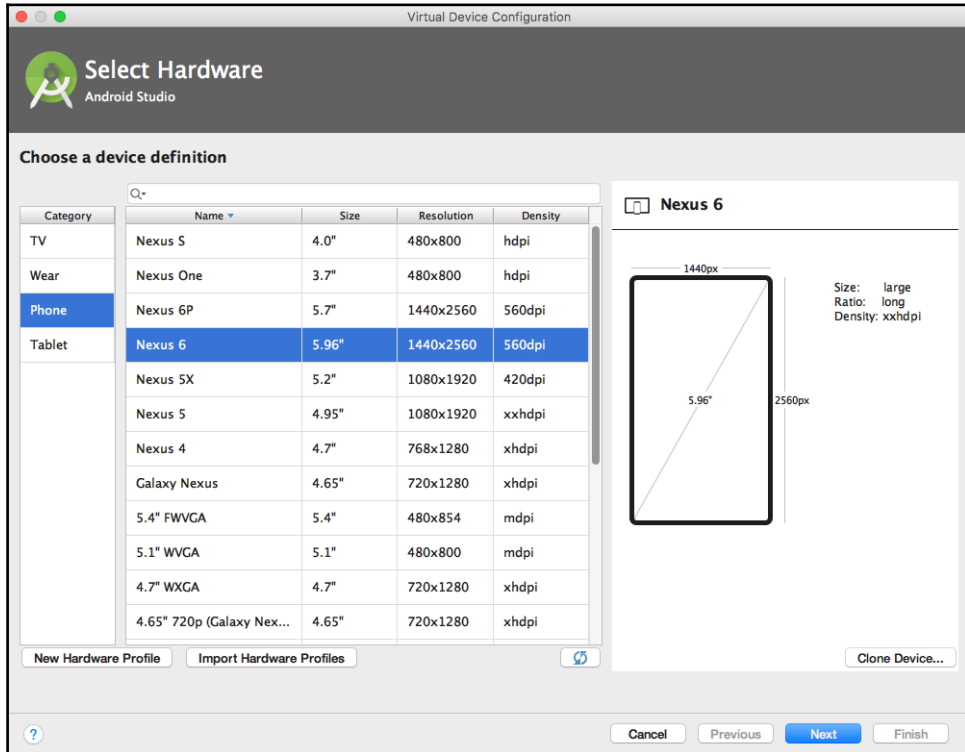 Virtual Device Configuration
Select Hardware
Android Studio
Choose a device definition
Category
TV
Wear
Phone
Tablet
Name Size Resolution Density
Nexus S 4.0" 480x800 hdpi
Nexus One 3.7" 480x800 hdpi
Nexus 6P 5.7" 1440x2560 560dpi
Nexus 6 5.96" 1440x2560 560dpi
Nexus 5X 5.2" 1080x1920 420dpi
Nexus 5 4.95" 1080x1920 xxhdpi
Nexus 4 4.7" 768x1280 xhdpi
Galaxy Nexus 4.65" 720x1280 xhdpi
5.4" FWVGA 5.4" 480x854 mdpi
5.1" WVGA 5.1" 480x800 mdpi
4.7" WXGA 4.7" 720x1280 xhdpi
4.65" 720p (Galaxy Nex... 4.65" 720x1280 xhdpi
Nexus 6
1440px
5.96"
2560px
Size: large
Ratio: long
Density: xxhdpi
New Hardware Profile Import Hardware Profiles
Clone Device...
? Cancel Previous Next Finish